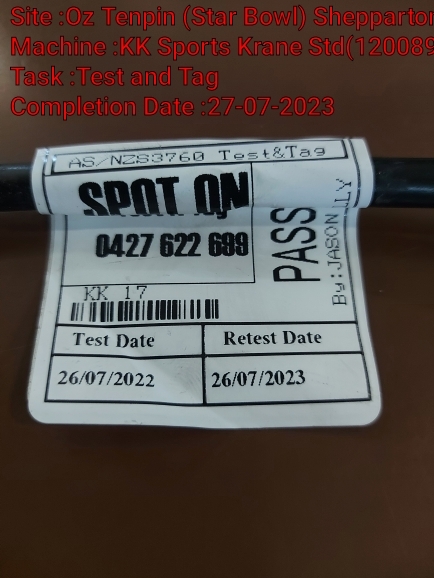 Site :Oz Tenpin (Star Bowl) Shepparton
Machine :KK Sports Krane Std(120089
Task :Test and Tag
Completion Date :27-07-2023
AS/NZS3760 Test&Tag
SPOT ON
0427 622 699
PASS
By:JASON
KK 17
Test Date Retest Date
26/07/2022 26/07/2023